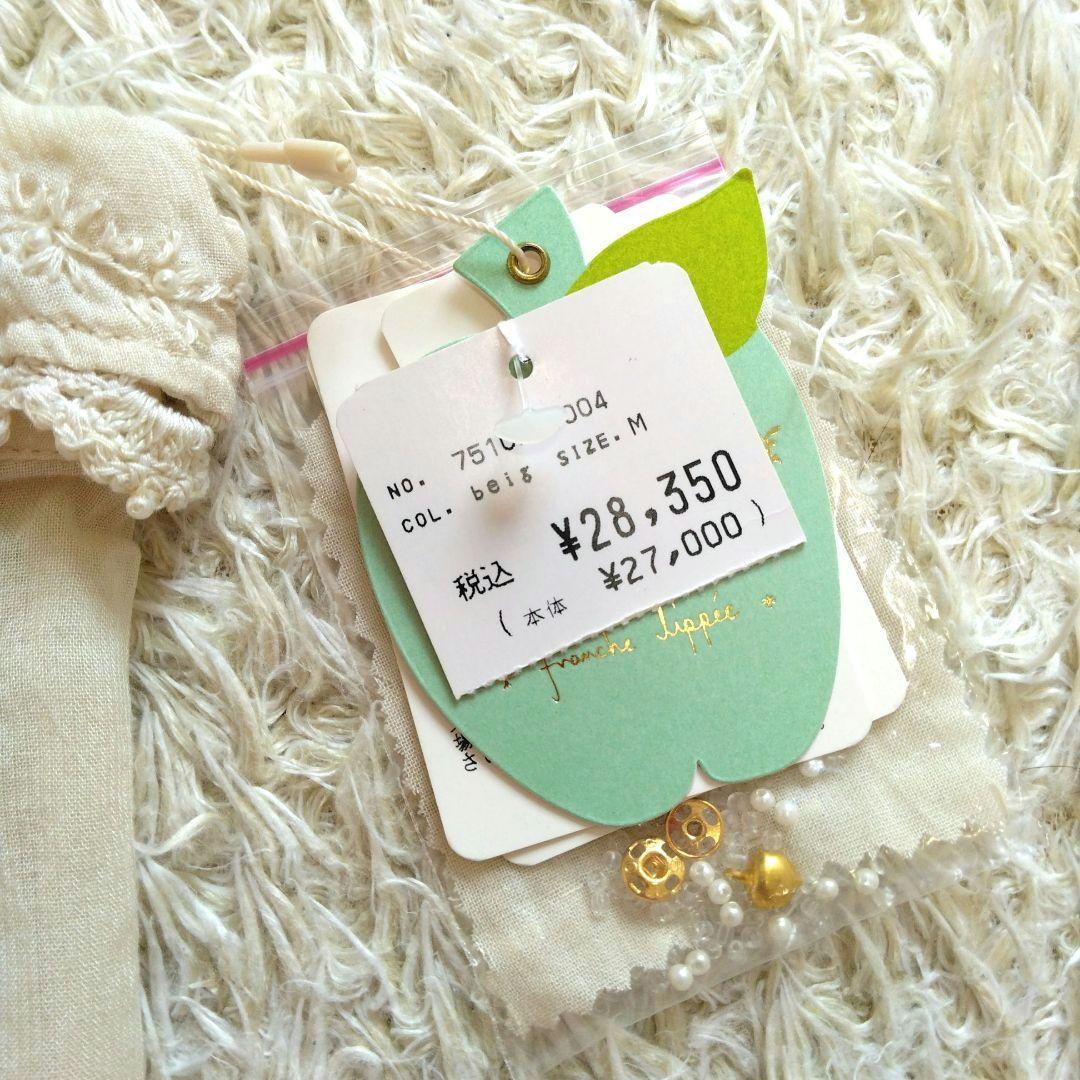 NO. 751 004
COL. beig SIZE.M
税込 ¥28,350
(本体 ¥27,000)
franche lippée